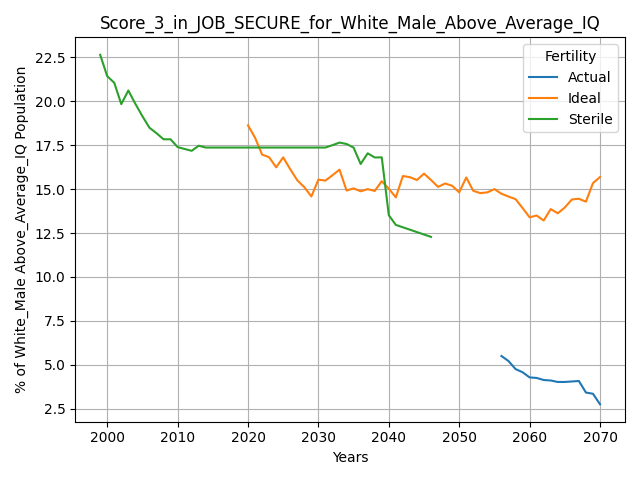 Score_3_in_JOB_SECURE_for_White_Male_Above_Average_IQ
% of White_Male Above_Average_IQ Population
22.5
20.0
17.5
15.0
12.5
10.0
7.5
5.0
2.5
Fertility
Actual
Ideal
Sterile
2000 2010 2020 2030 2040 2050 2060 2070
Years